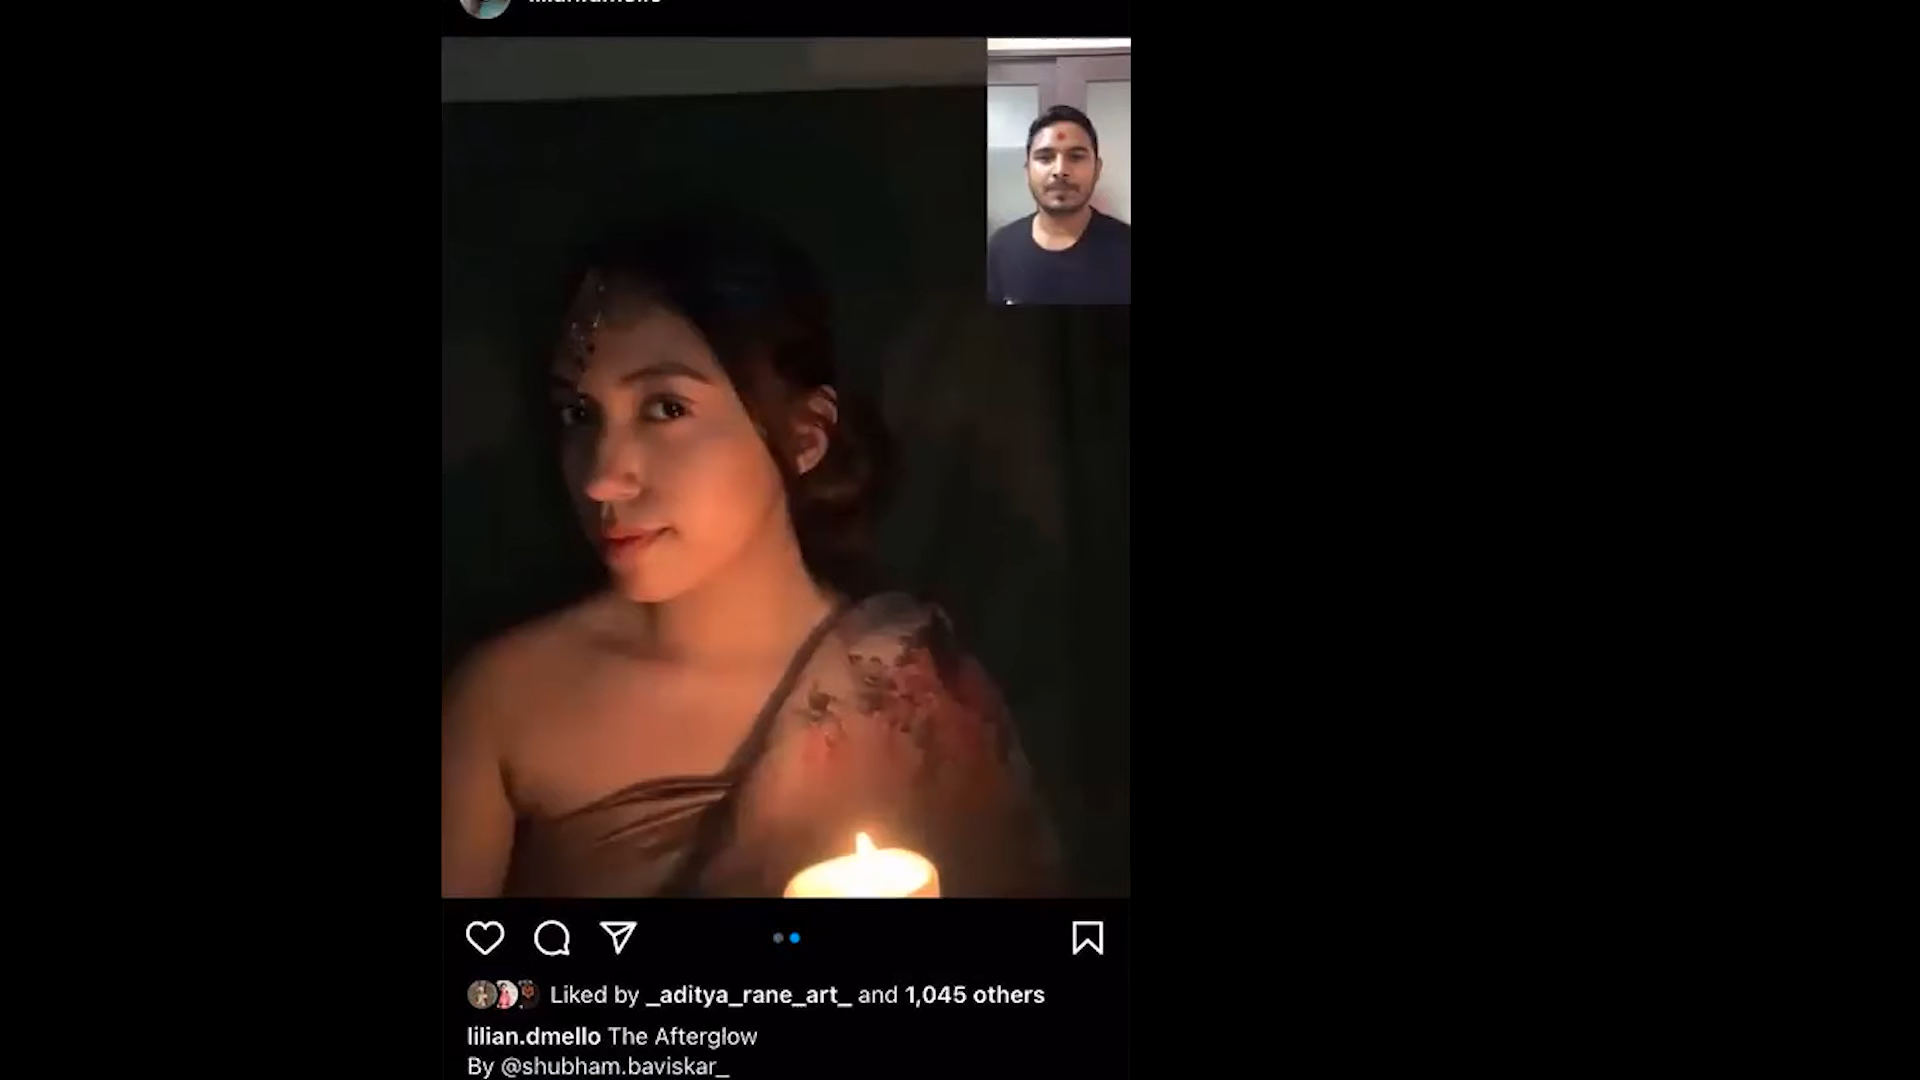 Liked by _aditya_rane_art_ and 1,045 others
lilian.dmello The Afterglow
By @shubham.baviskar_